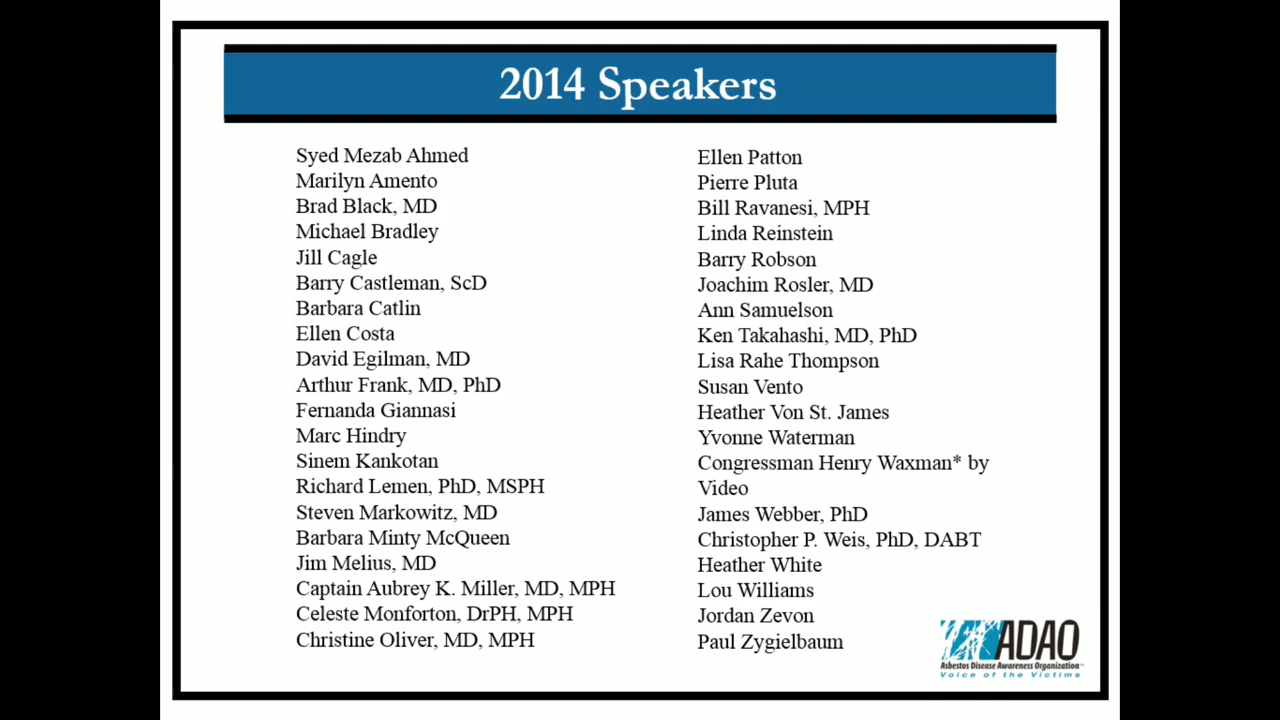 2014 Speakers
Syed Mezab Ahmed
Marilyn Amento
Brad Black, MD
Michael Bradley
Jill Cagle
Barry Castleman, ScD
Barbara Catlin
Ellen Costa
David Egilman, MD
Arthur Frank, MD, PhD
Fernanda Giannasi
Marc Hindry
Sinem Kankotan
Richard Lemen, PhD, MSPH
Steven Markowitz, MD
Barbara Minty McQueen
Jim Melius, MD
Captain Aubrey K. Miller, MD, MPH
Celeste Monforton, DrPH, MPH
Christine Oliver, MD, MPH
Ellen Patton
Pierre Pluta
Bill Ravanesi, MPH
Linda Reinstein
Barry Robson
Joachim Rosler, MD
Ann Samuelson
Ken Takahashi, MD, PhD
Lisa Rahe Thompson
Susan Vento
Heather Von St. James
Yvonne Waterman
Congressman Henry Waxman* by
Video
James Webber, PhD
Christopher P. Weis, PhD, DABT
Heather White
Lou Williams
Jordan Zevon
Paul Zygielbaum
ADAO
Asbestos Disease Awareness Organization™
Voice of the Victims